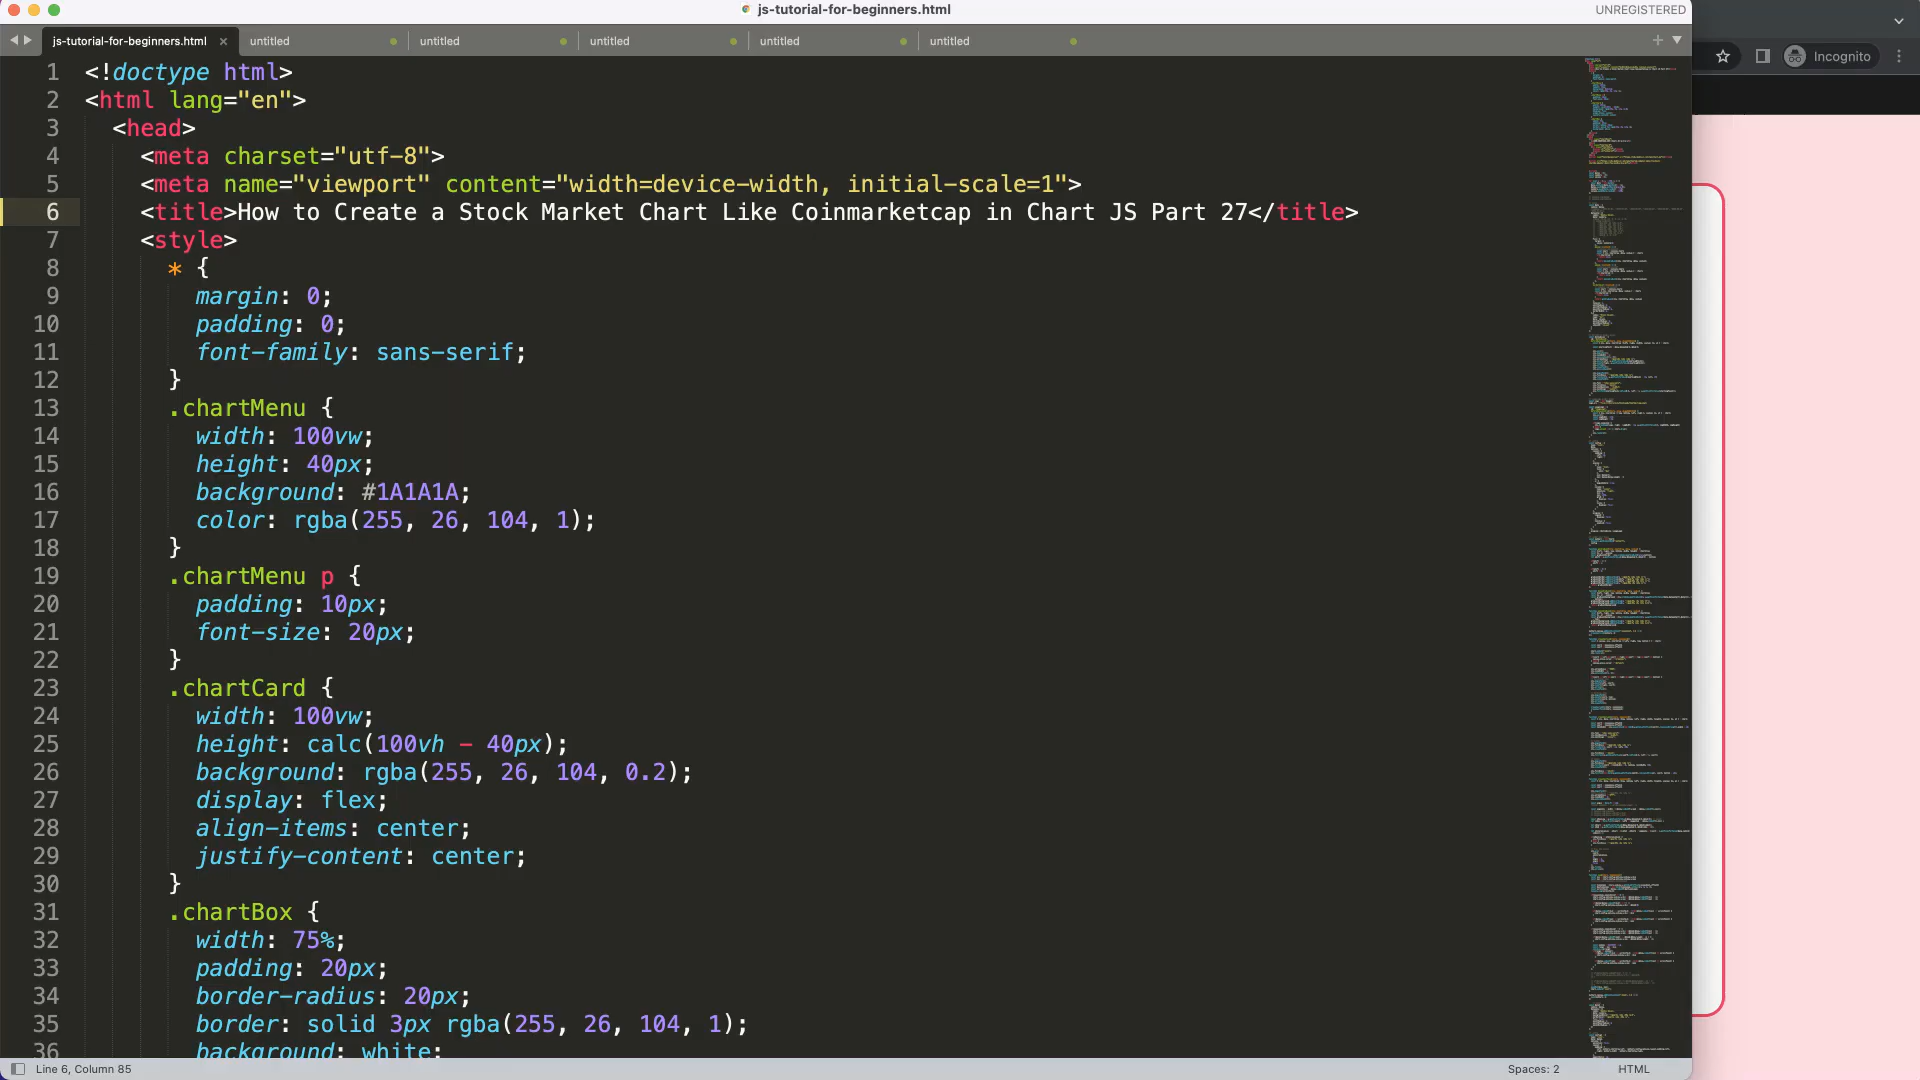 js-tutorial-for-beginners.html
UNREGISTERED
js-tutorial-for-beginners.html × untitled untitled untitled untitled untitled
Incognito
1 <!doctype html>
2 <html lang="en">
3 <head>
4 <meta charset="utf-8">
5 <meta name="viewport" content="width=device-width, initial-scale=1">
6 <title>How to Create a Stock Market Chart Like Coinmarketcap in Chart JS Part 27</title>
7 <style>
8 * {
9 margin: 0;
10 padding: 0;
11 font-family: sans-serif;
12 }
13 .chartMenu {
14 width: 100vw;
15 height: 40px;
16 background: #1A1A1A;
17 color: rgba(255, 26, 104, 1);
18 }
19 .chartMenu p {
20 padding: 10px;
21 font-size: 20px;
22 }
23 .chartCard {
24 width: 100vw;
25 height: calc(100vh - 40px);
26 background: rgba(255, 26, 104, 0.2);
27 display: flex;
28 align-items: center;
29 justify-content: center;
30 }
31 .chartBox {
32 width: 75%;
33 padding: 20px;
34 border-radius: 20px;
35 border: solid 3px rgba(255, 26, 104, 1);
36 background: white;
Line 6, Column 85
Spaces: 2
HTML